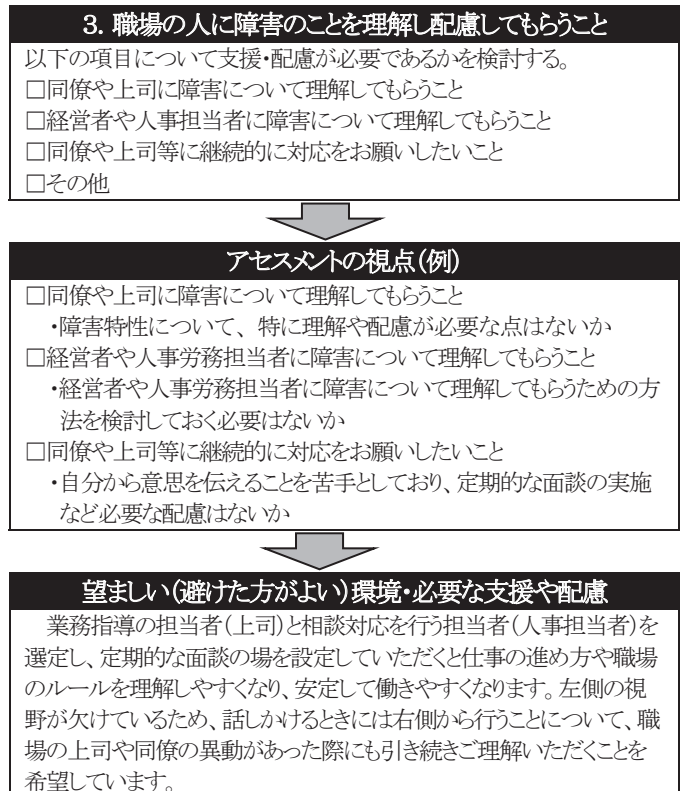 3. 職場の人に障害のことを理解し配慮してもらうこと
以下の項目について支援・配慮が必要であるかを検討する。
□同僚や上司に障害について理解してもらうこと
□経営者や人事担当者に障害について理解してもらうこと
□同僚や上司等に継続的に対応をお願いしたいこと
□その他
アセスメントの視点(例)
□同僚や上司に障害について理解してもらうこと
・障害特性について、特に理解や配慮が必要な点はないか
□経営者や人事労務担当者に障害について理解してもらうこと
・経営者や人事労務担当者に障害について理解してもらうための方
法を検討しておく必要はないか
□同僚や上司等に継続的に対応をお願いしたいこと
・自分から意思を伝えることを苦手としており、定期的な面談の実施
など必要な配慮はないか
望ましい(避けた方がよい)環境・必要な支援や配慮
業務指導の担当者(上司)と相談対応を行う担当者(人事担当者)を
選定し、定期的な面談の場を設定していただくと仕事の進め方や職場
のルールを理解しやすくなり、安定して働きやすくなります。左側の視
野が欠けているため、話しかけるときには右側から行うことについて、職
場の上司や同僚の異動があった際にも引き続きご理解いただくことを
希望しています。